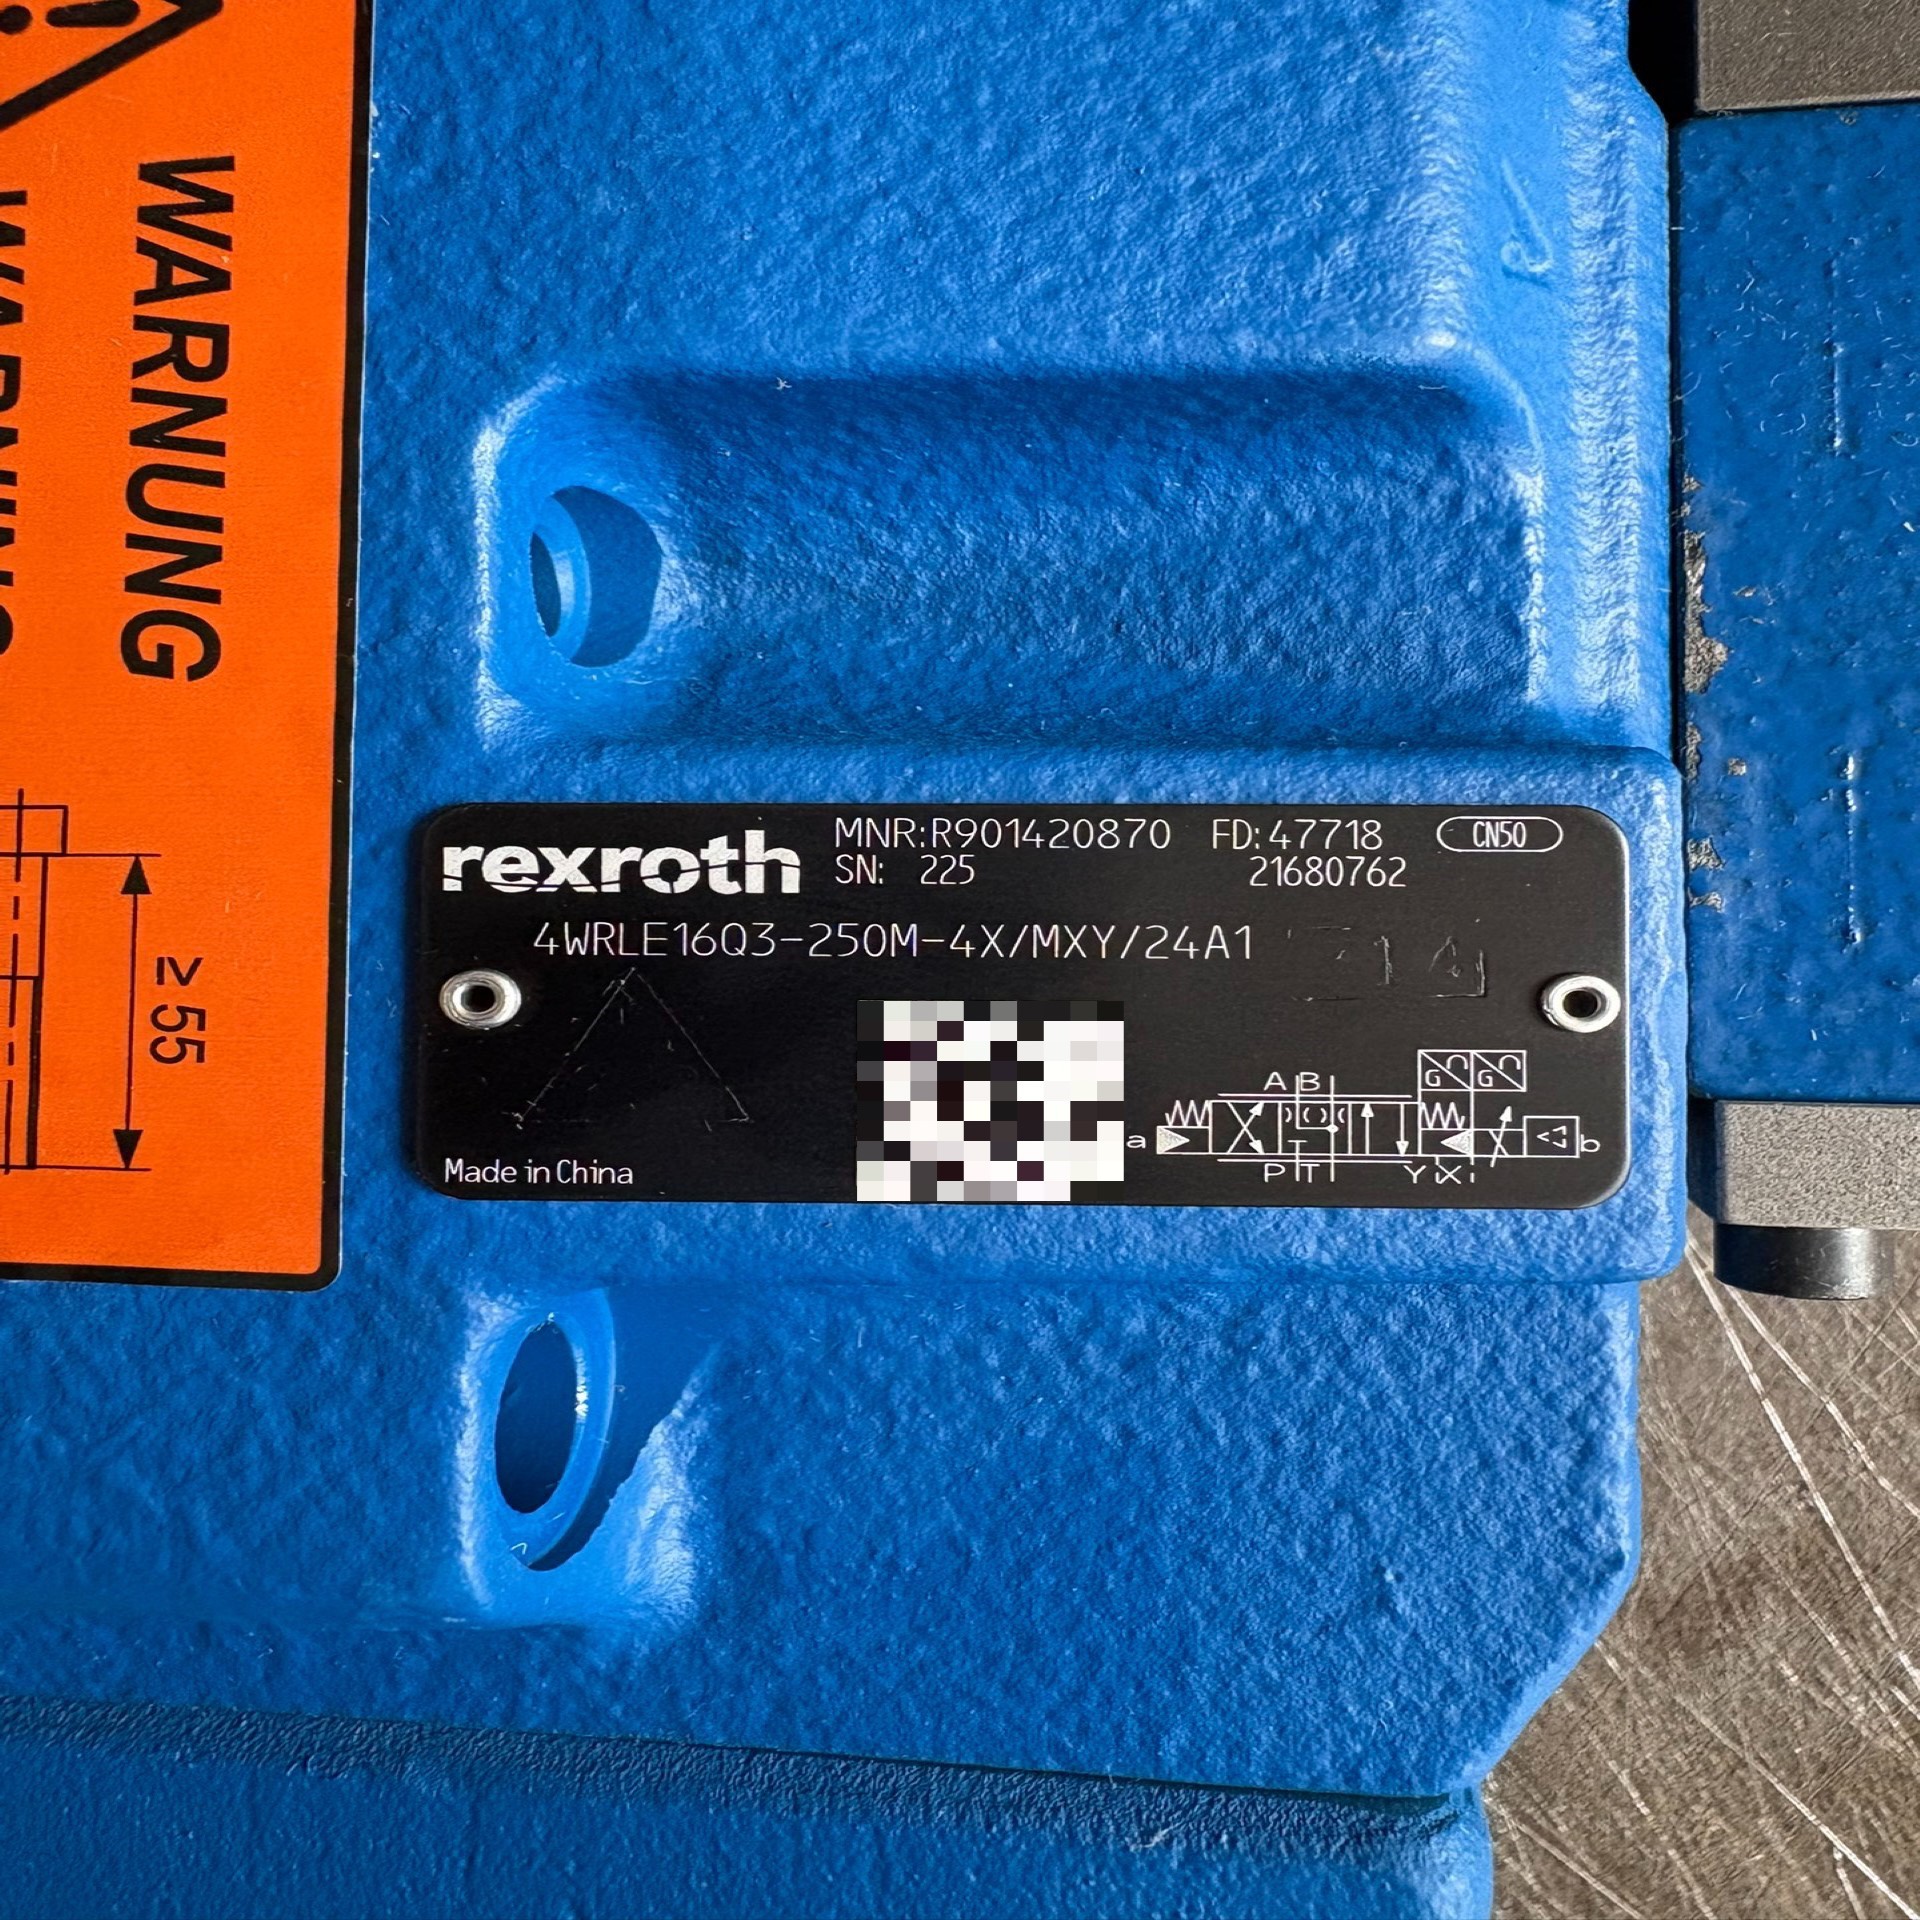 WARNUNG
≥55
rexroth
MNR:R901420870 FD:47718 CN50
SN: 225 21680762
4WRLE16Q3-250M-4X/MXY/24A1
Made in China
G G
A B
a b
P T Y X